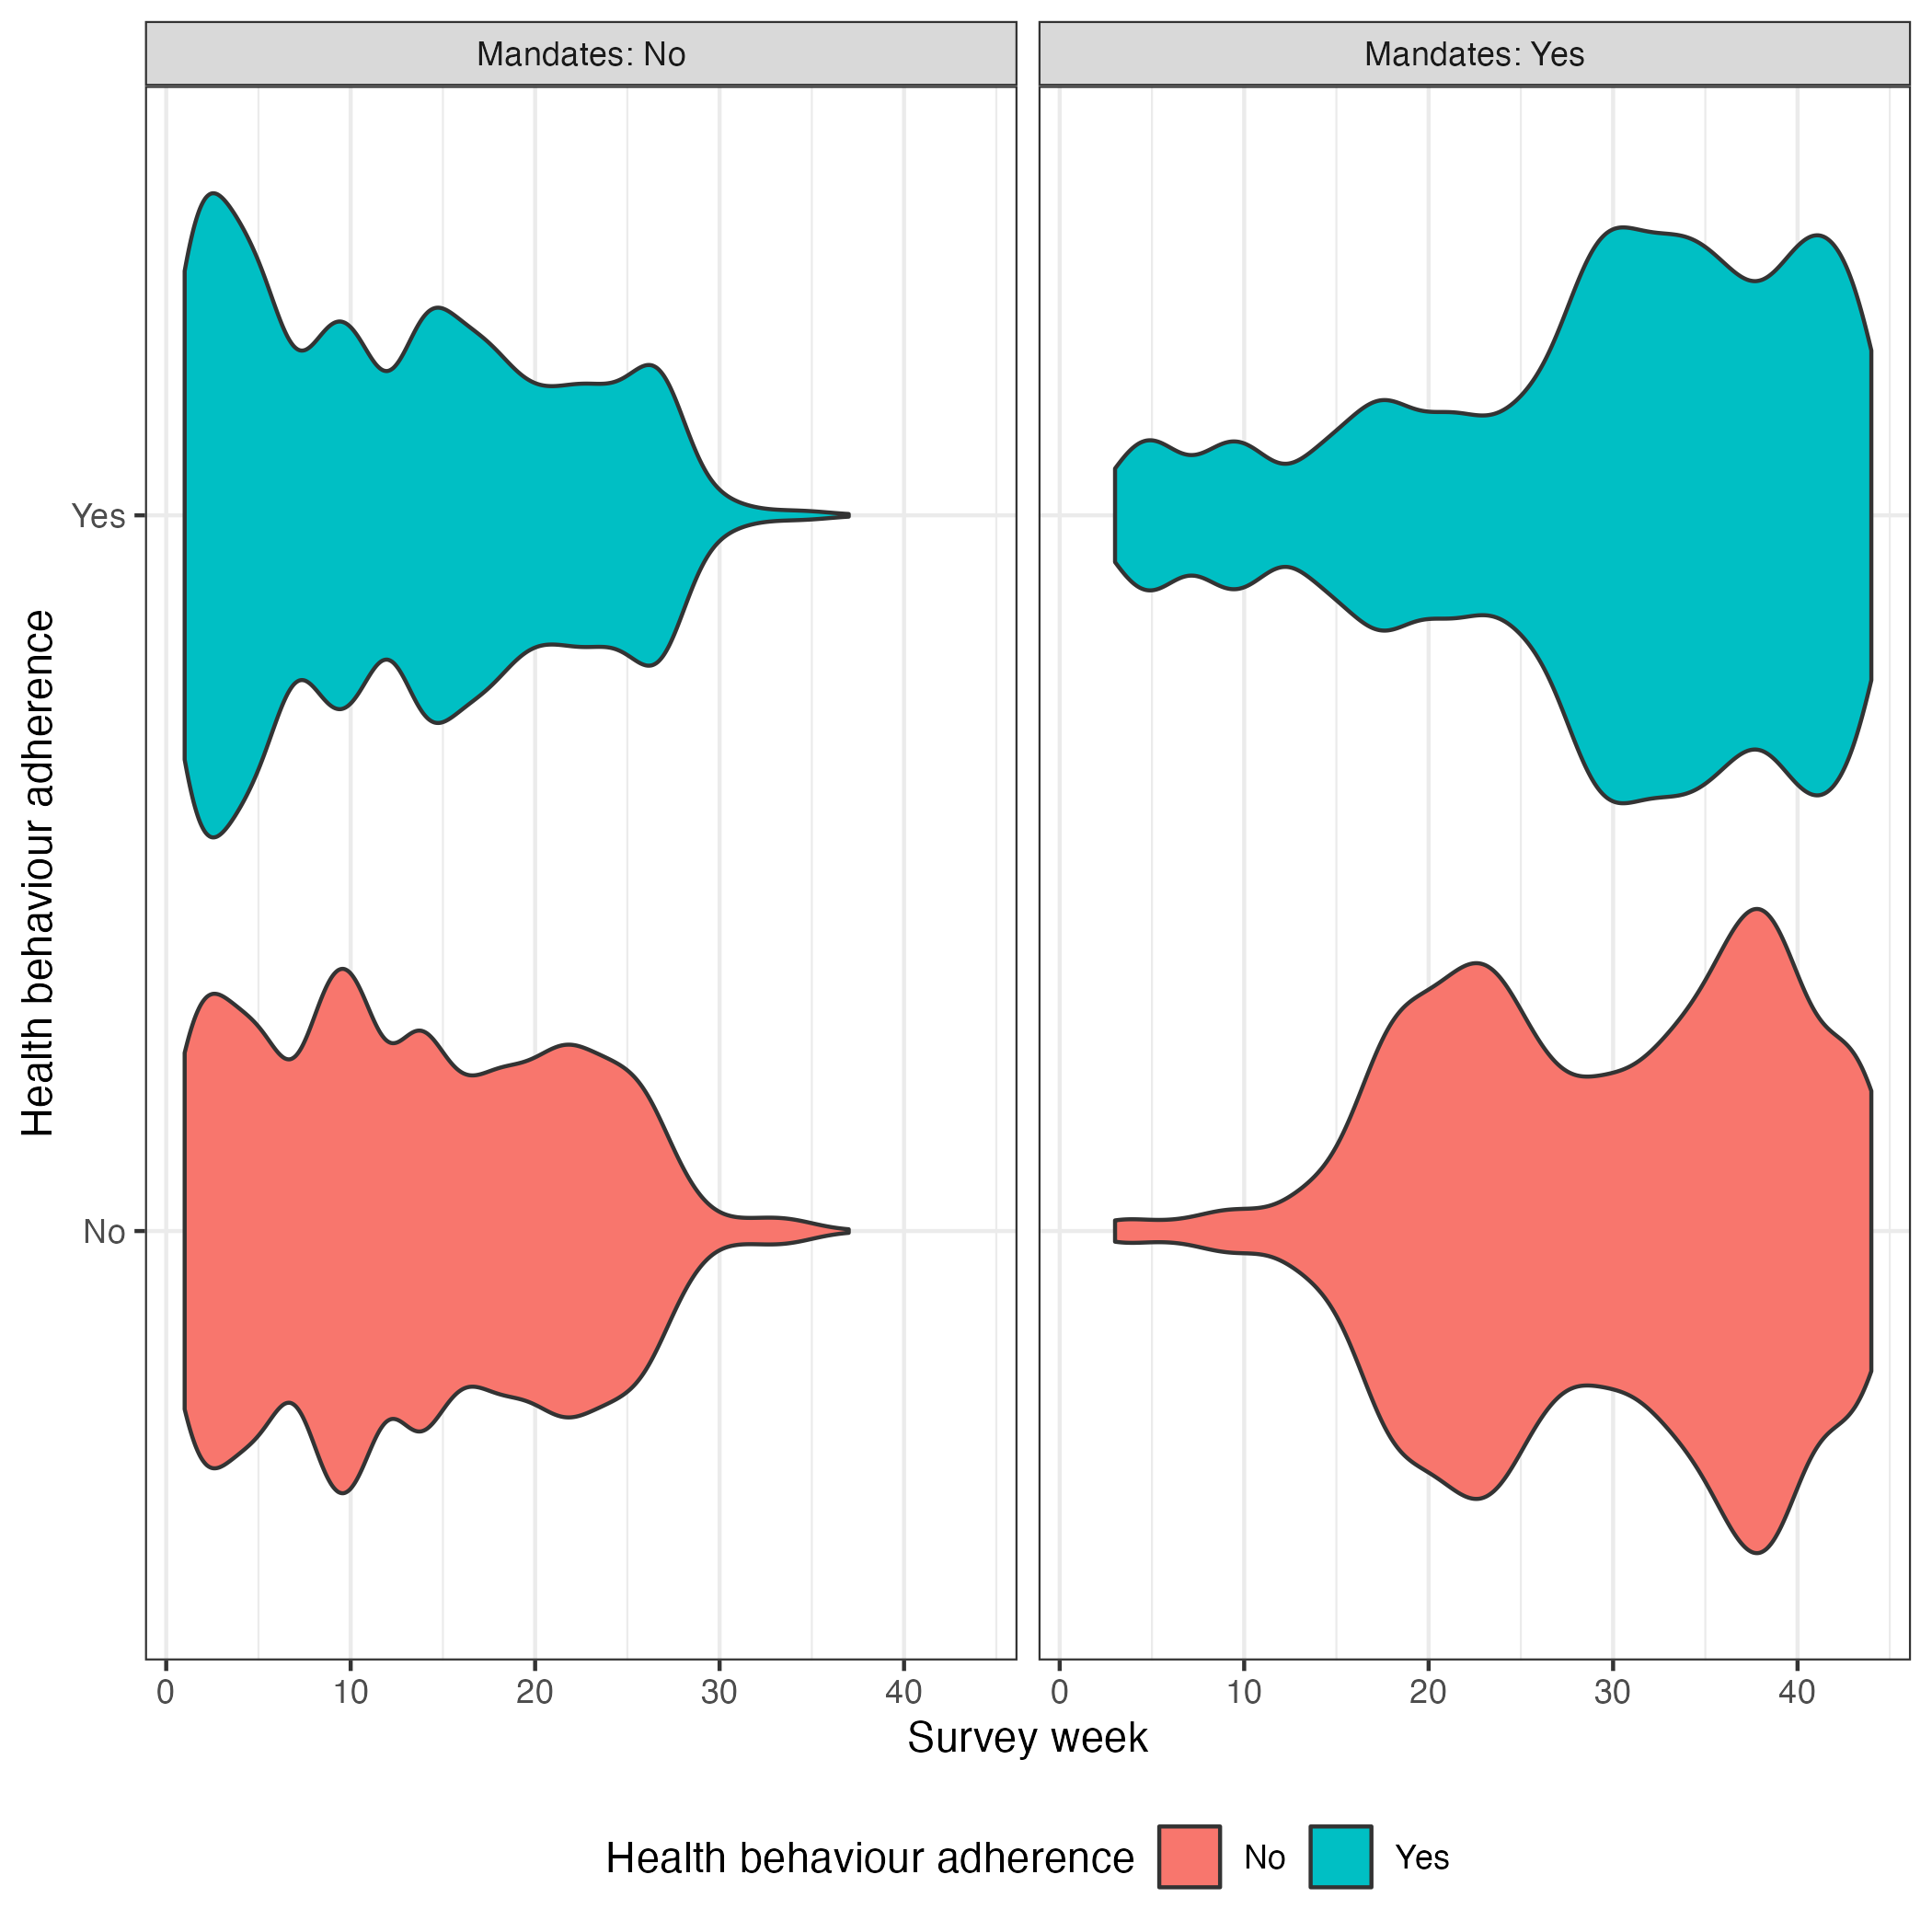 Mandates: No
Mandates: Yes
Health behaviour adherence
Yes
No
0 10 20 30 40
0 10 20 30 40
Survey week
Health behaviour adherence No Yes